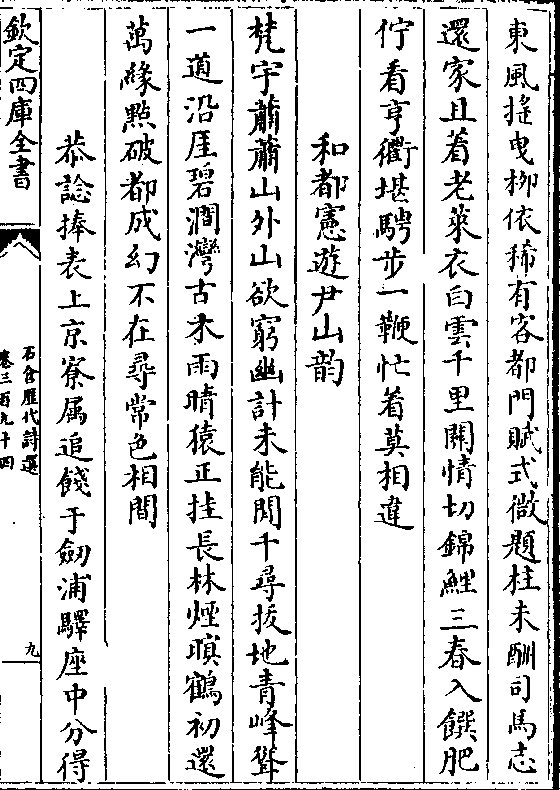 東風揺曳柳依稀有客都門賦式微題柱未酬司馬志
還家且着老萊衣白雲千里關情切錦鯉三春入饌肥
佇看亨衢堪騁步一鞭忙着莫相違
和都憲遊尹山韵
梵宇蕭蕭山外山欲窮幽計未能閒千尋拔地青峰聳
一道沿厓碧澗灣古木雨晴猿正挂長林煙暝鶴初還
萬緣㸃破都成幻不在尋常色相間
恭諗捧表上京寮属追餞于劒浦驛座中分得
欽定四庫全書
石倉歷代詩選
卷三百九十四
九